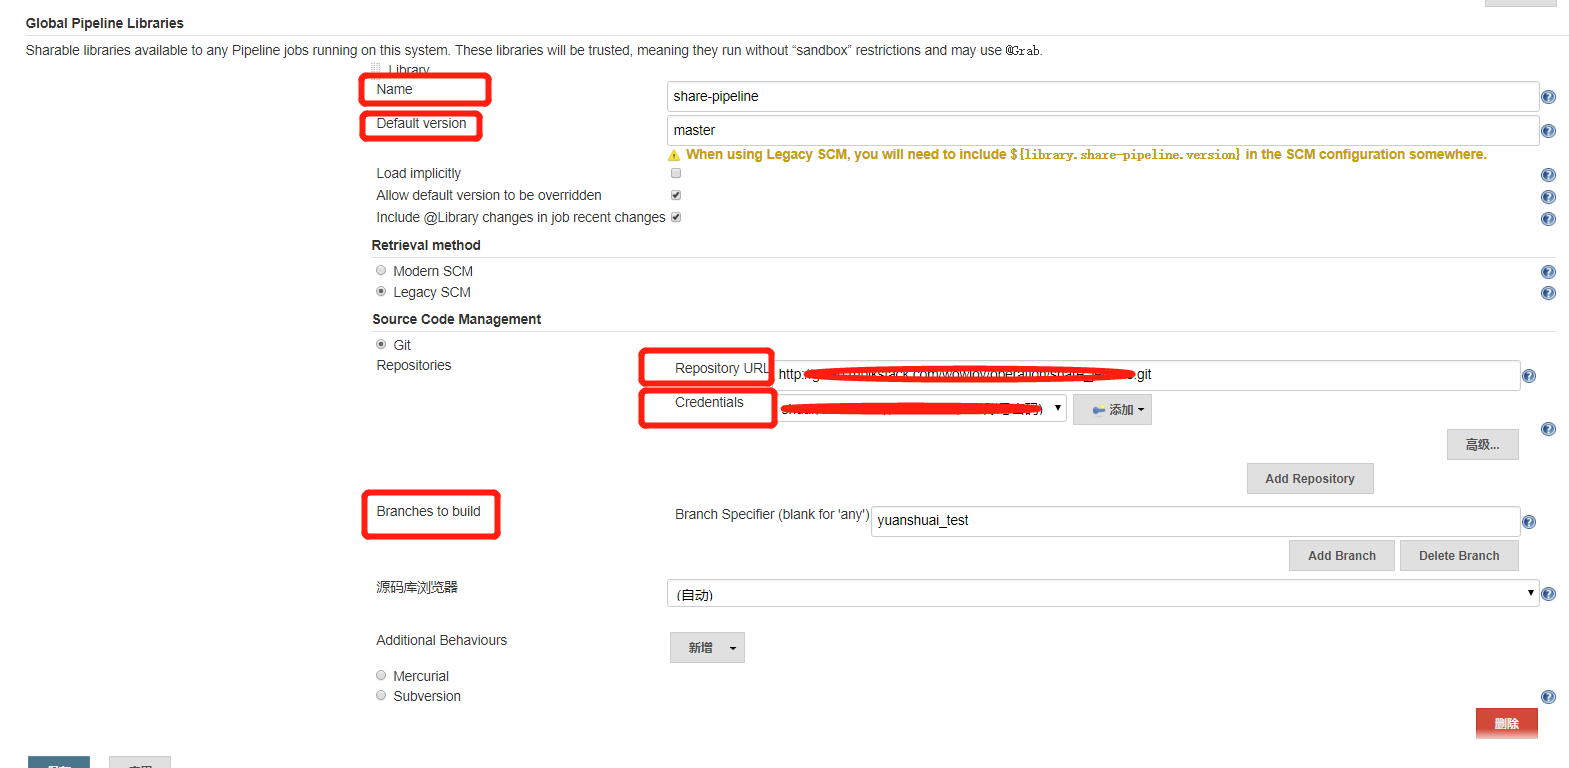 Global Pipeline Libraries
Sharable libraries available to any Pipeline jobs running on this system. These libraries will be trusted, meaning they run without “sandbox” restrictions and may use @Grab.
Library
Name
share-pipeline
Default version
master
When using Legacy SCM, you will need to include ${library.share-pipeline.version} in the SCM configuration somewhere.
Load implicitly
Allow default version to be overridden
Include @Library changes in job recent changes
Retrieval method
Modern SCM
Legacy SCM
Source Code Management
Git
Repositories
Repository URL
http: .git
Credentials
添加
高级...
Add Repository
Branches to build
Branch Specifier (blank for 'any')
yuanshuai_test
Add Branch Delete Branch
源码库浏览器
(自动)
Additional Behaviours
新增
Mercurial
Subversion
删除